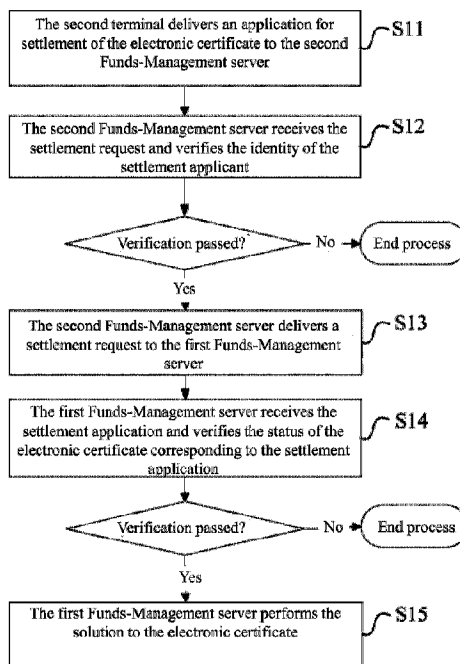 The second terminal delivers an application for
settlement of the electronic certificate to the second
Funds-Management server
S11
The second Funds-Management server receives the
settlement request and verifies the identity of the
settlement applicant
S12
Verification passed?
No
End process
Yes
The second Funds-Management server delivers a
settlement request to the first Funds-Management
server
S13
The first Funds-Management server receives the
settlement application and verifies the status of the
electronic certificate corresponding to the settlement
application
S14
Verification passed?
No
End process
Yes
The first Funds-Management server performs the
solution to the electronic certificate
S15